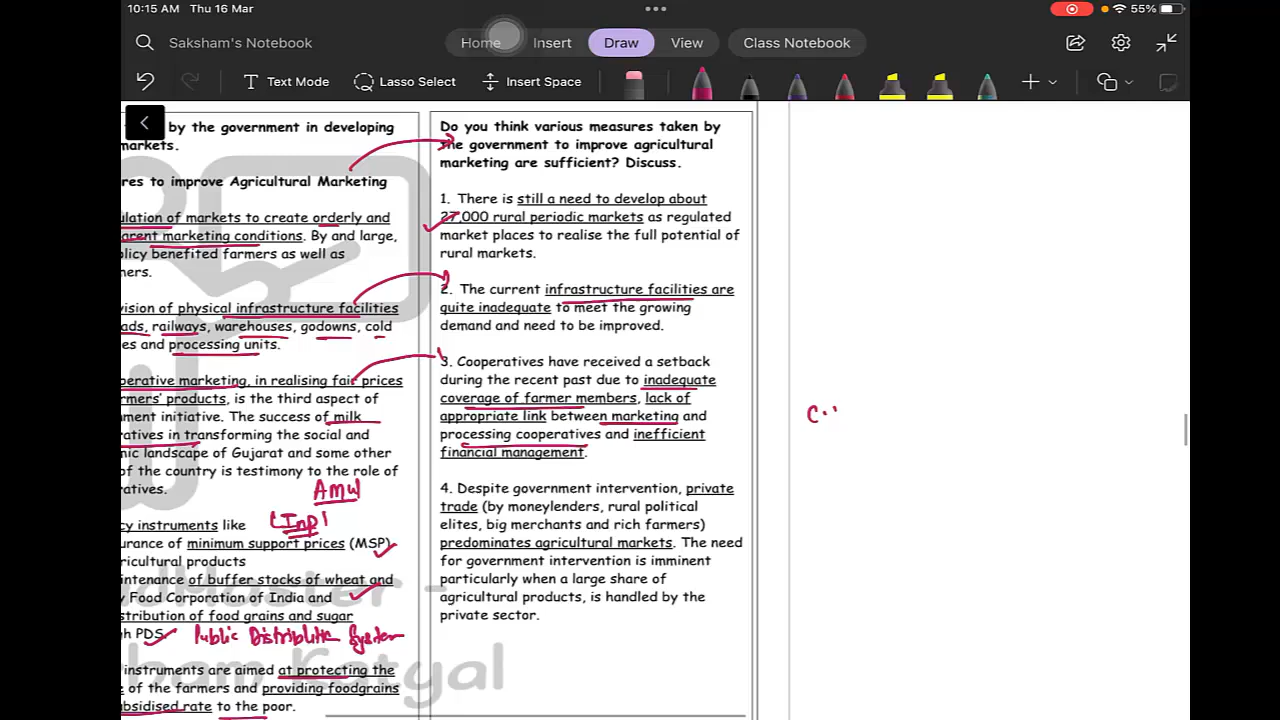 10:15 AM Thu 16 Mar
55%
Saksham's Notebook
Home
Insert
Draw
View
Class Notebook
Text Mode
Lasso Select
Insert Space
by the government in developing
markets.
res to improve Agricultural Marketing
ulation of markets to create orderly and
arent marketing conditions. By and large,
olicy benefited farmers as well as
mers.
vision of physical infrastructure facilities
ads, railways, warehouses, godowns, cold
es and processing units.
perative marketing, in realising fair prices
rmers' products, is the third aspect of
nment initiative. The success of milk
ratives in transforming the social and
mic landscape of Gujarat and some other
of the country is testimony to the role of
ratives.
AMUL
(Imp)
cy instruments like
urance of minimum support prices (MSP)
gricultural products
intenance of buffer stocks of wheat and
y Food Corporation of India and
stribution of food grains and sugar
gh PDS.
Public Distribution System
instruments are aimed at protecting the
of the farmers and providing foodgrains
ubsidised rate to the poor.
Do you think various measures taken by
the government to improve agricultural
marketing are sufficient? Discuss.
1. There is still a need to develop about
27,000 rural periodic markets as regulated
market places to realise the full potential of
rural markets.
2. The current infrastructure facilities are
quite inadequate to meet the growing
demand and need to be improved.
3. Cooperatives have received a setback
during the recent past due to inadequate
coverage of farmer members, lack of
appropriate link between marketing and
processing cooperatives and inefficient
financial management.
4. Despite government intervention, private
trade (by moneylenders, rural political
elites, big merchants and rich farmers)
predominates agricultural markets. The need
for government intervention is imminent
particularly when a large share of
agricultural products, is handled by the
private sector.
Katyal